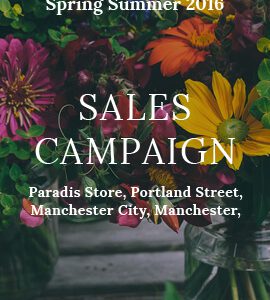 Spring Summer 2016
SALES
CAMPAIGN
Paradis Store, Portland Street,
Manchester City, Manchester,